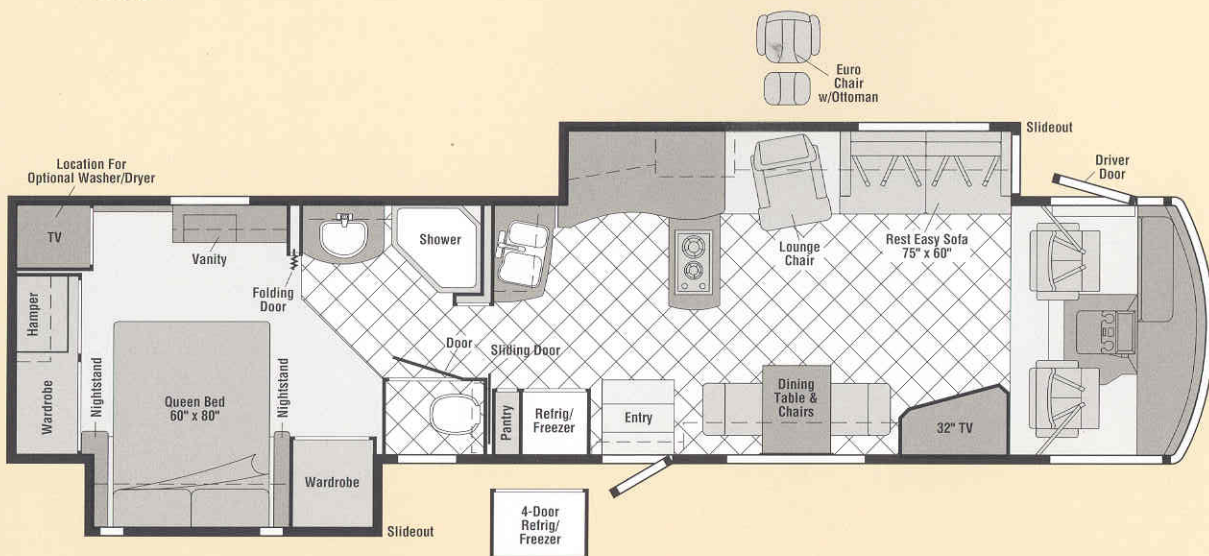 Euro
Chair
w/Ottoman
Slideout
Location For
Optional Washer/Dryer
Driver
Door
TV
Vanity
Shower
Lounge
Chair
Rest Easy Sofa
75" x 60"
Folding
Door
Hamper
Door
Sliding Door
Wardrobe
Nightstand
Queen Bed
60" x 80"
Nightstand
Wardrobe
Pantry
Refrig/
Freezer
Entry
Dining
Table &
Chairs
32" TV
Slideout
4-Door
Refrig/
Freezer